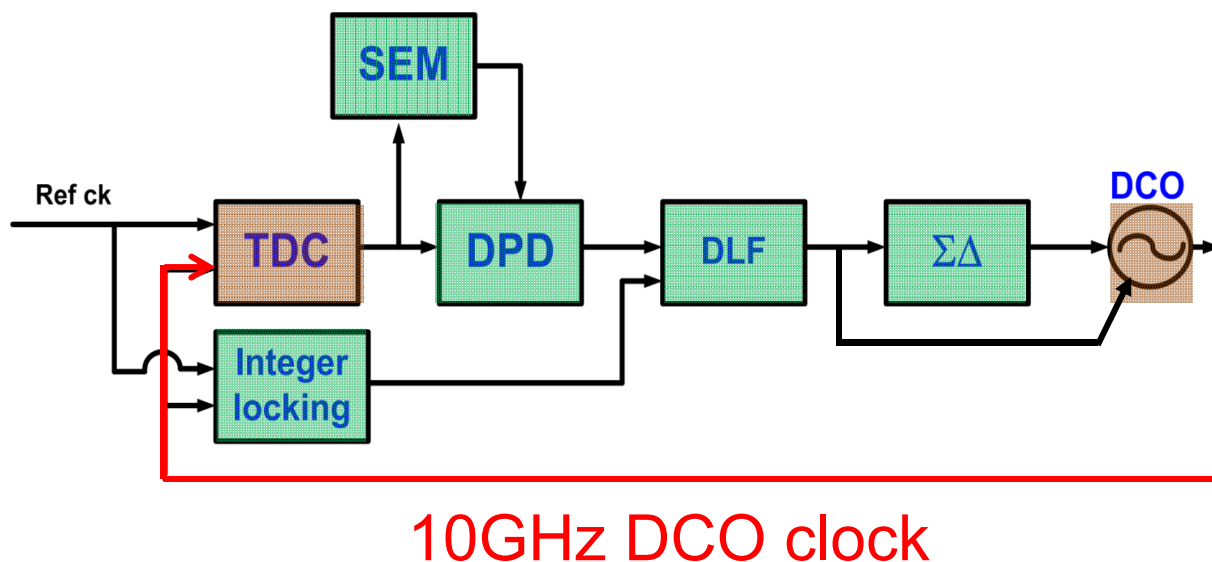 SEM
Ref ck
DCO
TDC
DPD
DLF
ΣΔ
Integer
locking
10GHz DCO clock